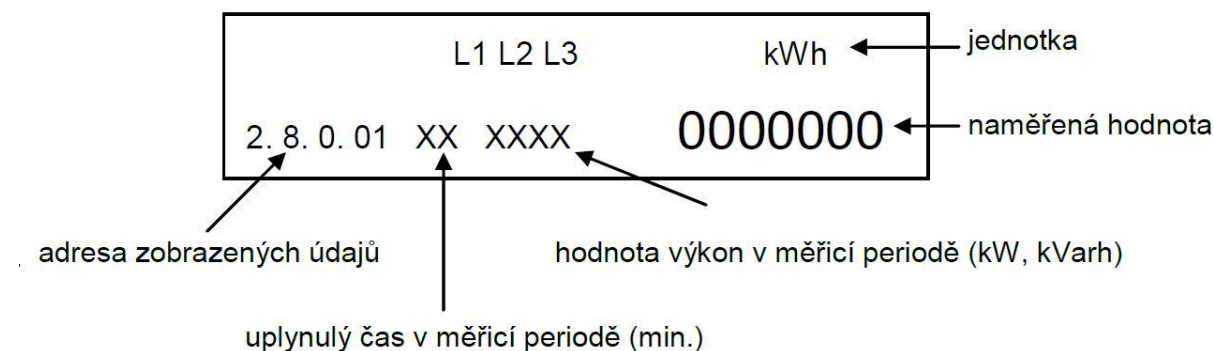 L1 L2 L3 kWh jednotka
2. 8. 0. 01 XX XXXX 0000000 naměřená hodnota
adresa zobrazených údajů hodnota výkon v měřicí periodě (kW, kVarh)
uplynulý čas v měřicí periodě (min.)